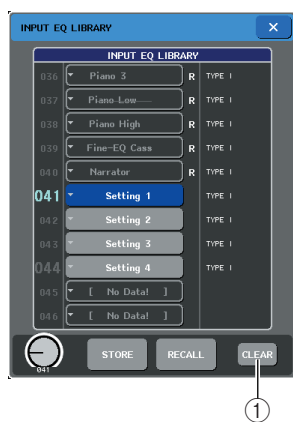 INPUT EQ LIBRARY ×
INPUT EQ LIBRARY
036 Piano 3 R TYPE I
037 Piano Low R TYPE I
038 Piano High R TYPE I
039 Fine-EQ Cass R TYPE I
040 Narrator R TYPE I
041 Setting 1 TYPE I
042 Setting 2 TYPE I
043 Setting 3 TYPE I
044 Setting 4 TYPE I
045 [ No Data! ]
046 [ No Data! ]
041 STORE RECALL CLEAR
1